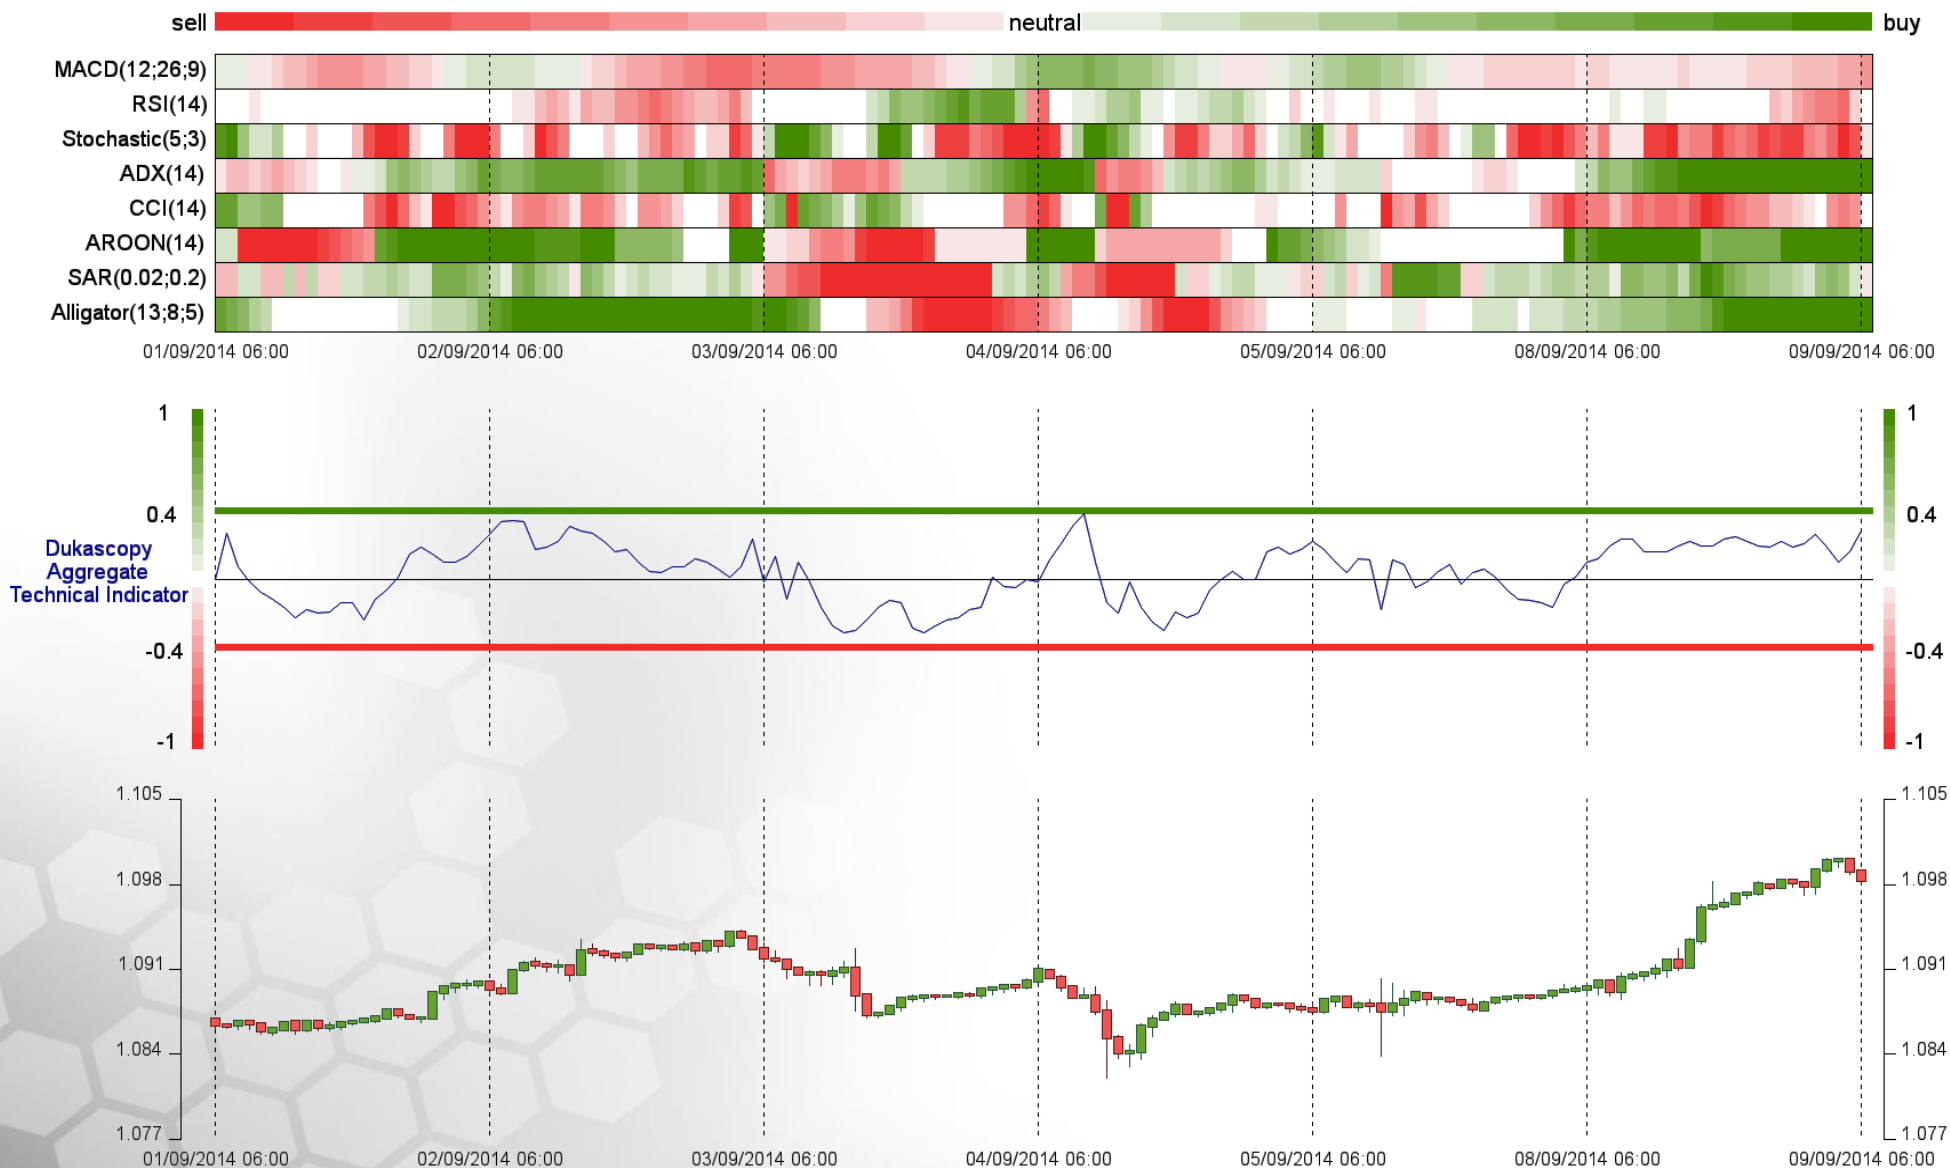 sell neutral buy
MACD(12;26;9)
RSI(14)
Stochastic(5;3)
ADX(14)
CCI(14)
AROON(14)
SAR(0.02;0.2)
Alligator(13;8;5)
01/09/2014 06:00 02/09/2014 06:00 03/09/2014 06:00 04/09/2014 06:00 05/09/2014 06:00 08/09/2014 06:00 09/09/2014 06:00
1 1
0.4 0.4
Dukascopy
Aggregate
Technical Indicator
-0.4 -0.4
-1 -1
1.105 1.105
1.098 1.098
1.091 1.091
1.084 1.084
1.077 1.077
01/09/2014 06:00 02/09/2014 06:00 03/09/2014 06:00 04/09/2014 06:00 05/09/2014 06:00 08/09/2014 06:00 09/09/2014 06:00